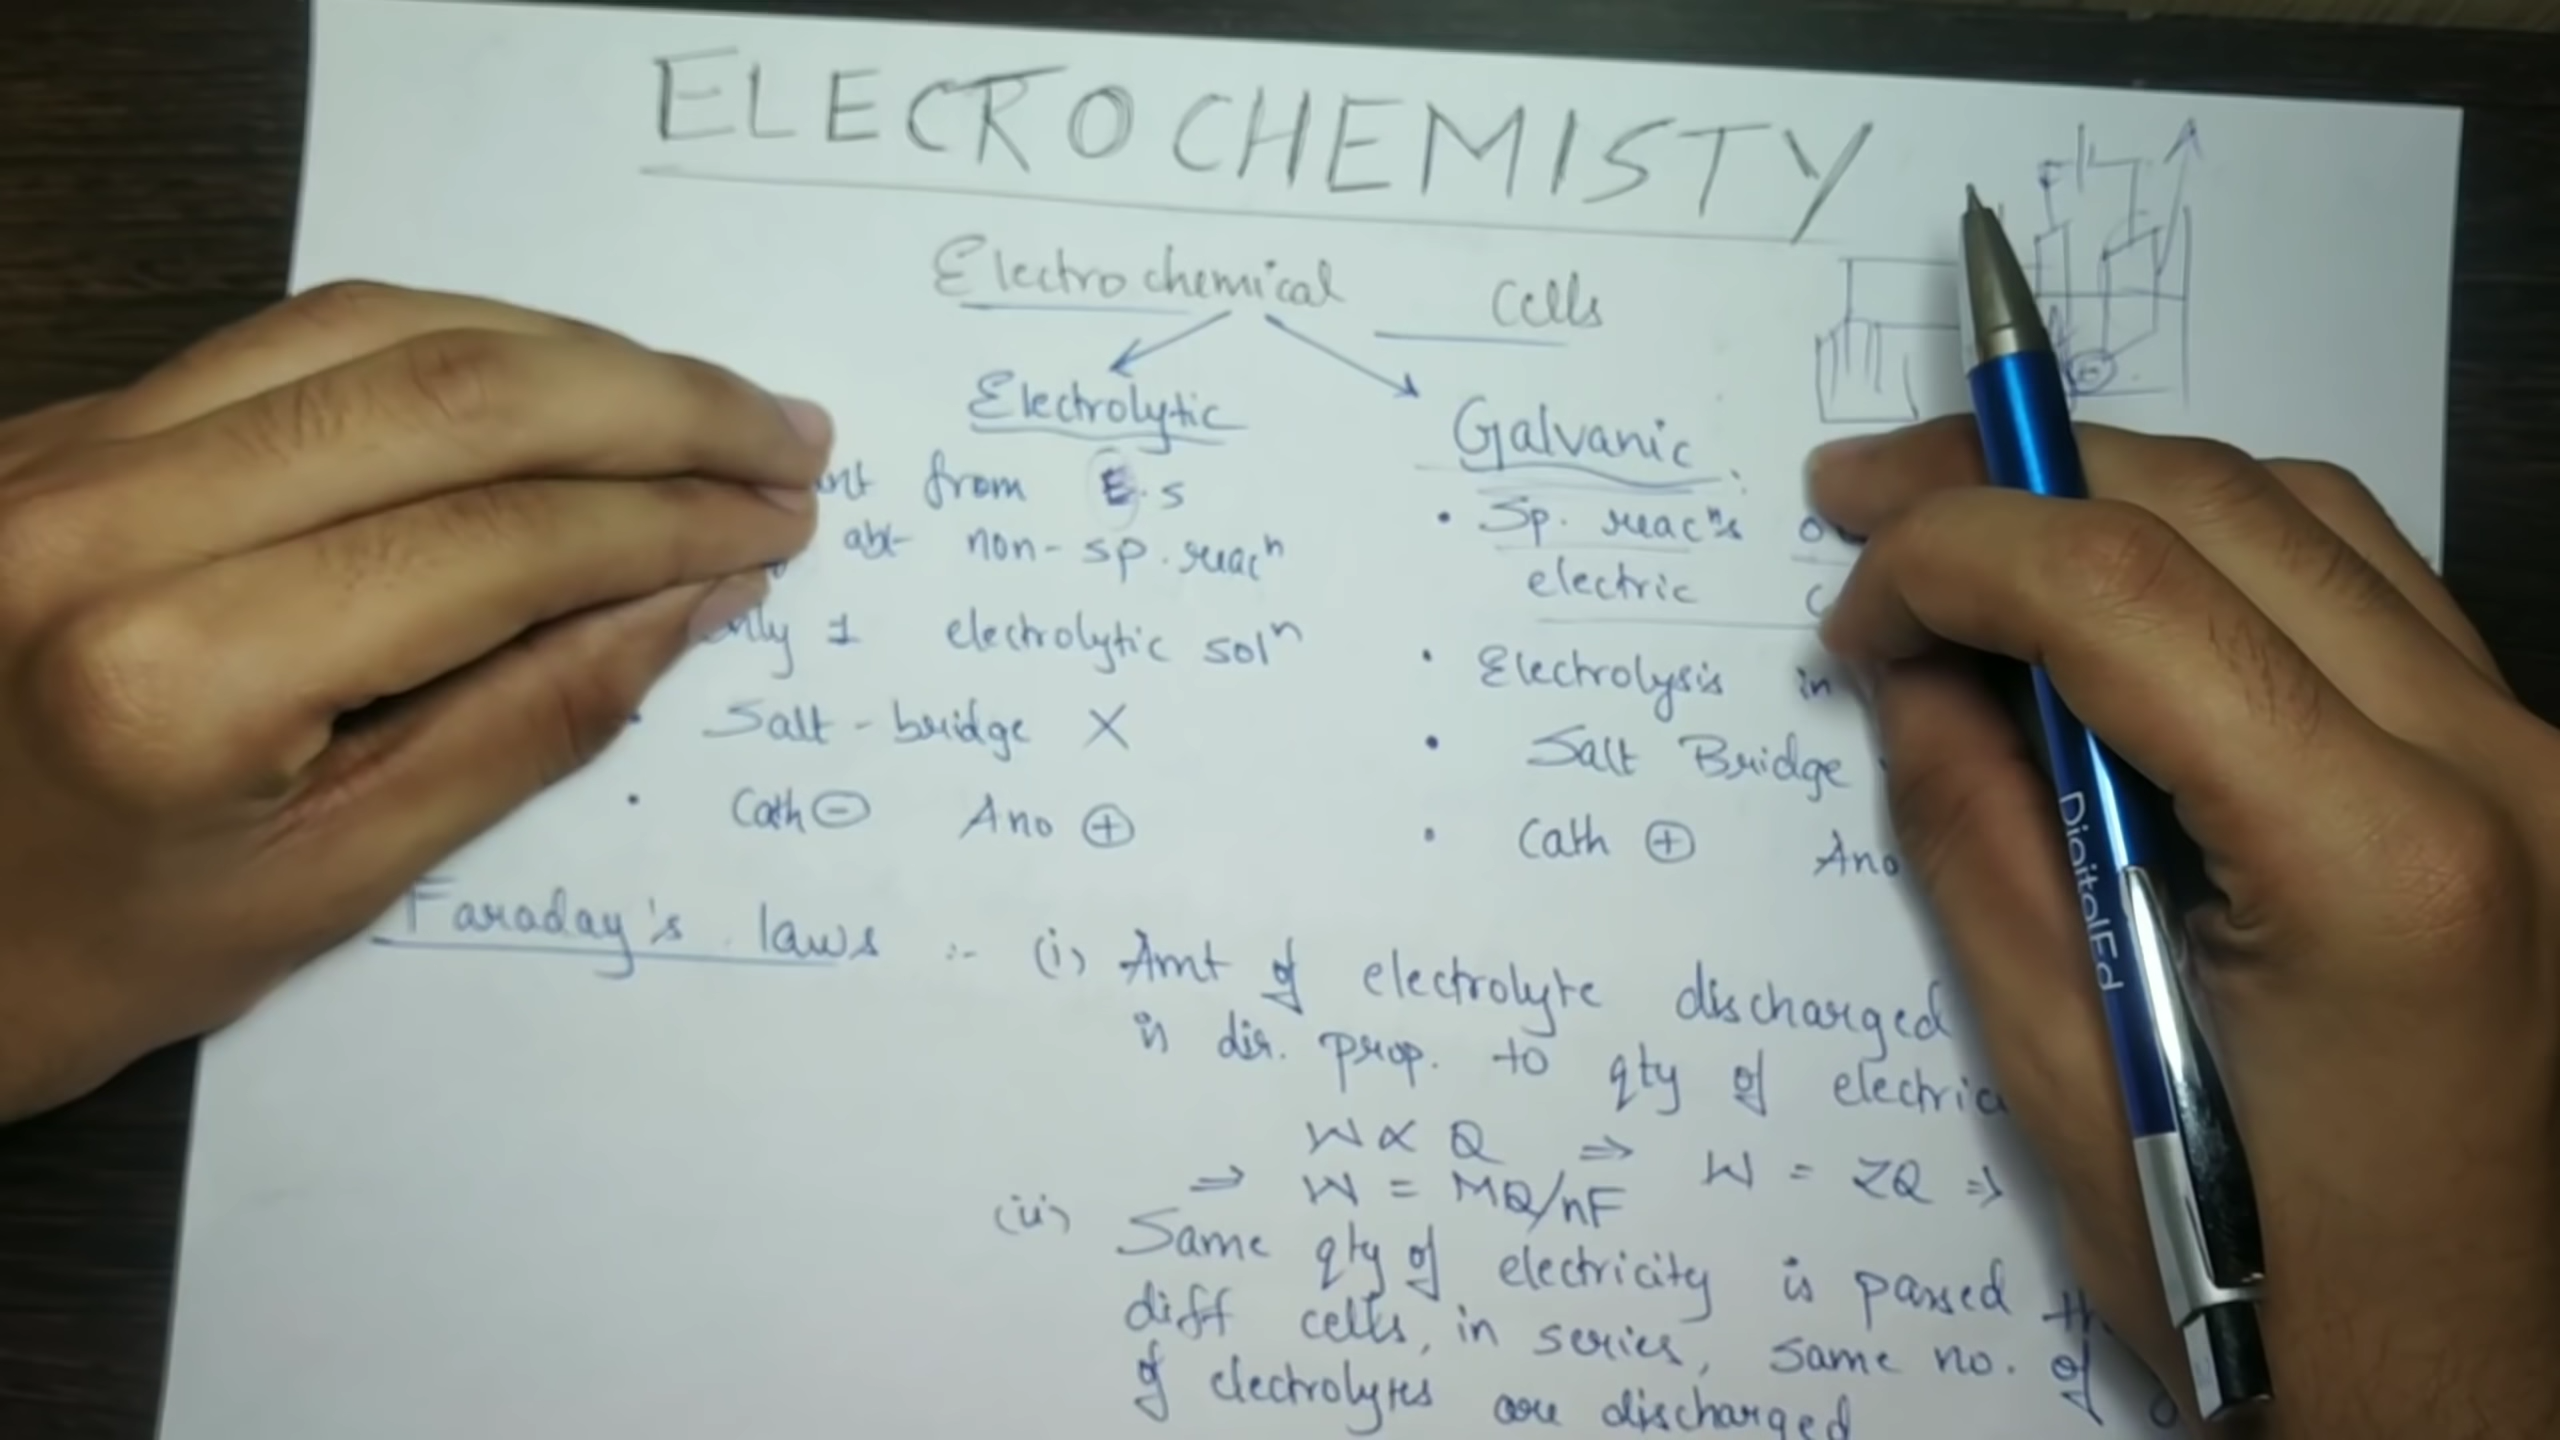 ELECROCHEMISTY
Electrochemical Cells
Electrolytic
from E.S
abt non-sp.reacⁿ
1 electrolytic solⁿ
• Salt-bridge X
• Cath ⊖ Ano ⊕
Galvanic
• Sp. reacⁿs
electric
• Electrolysis in
• Salt Bridge
• Cath ⊕ Ano
Faraday's laws :- (i) Amt of electrolyte discharged
is dir. prop. to qty of
W ∝ Q ⇒ W = ZQ ⇒
⇒ W = MQ/nF
(ii) Same qty of electricity is passed
diff cells, in series, same no. of
of electrolytes are discharged
DigitalEd